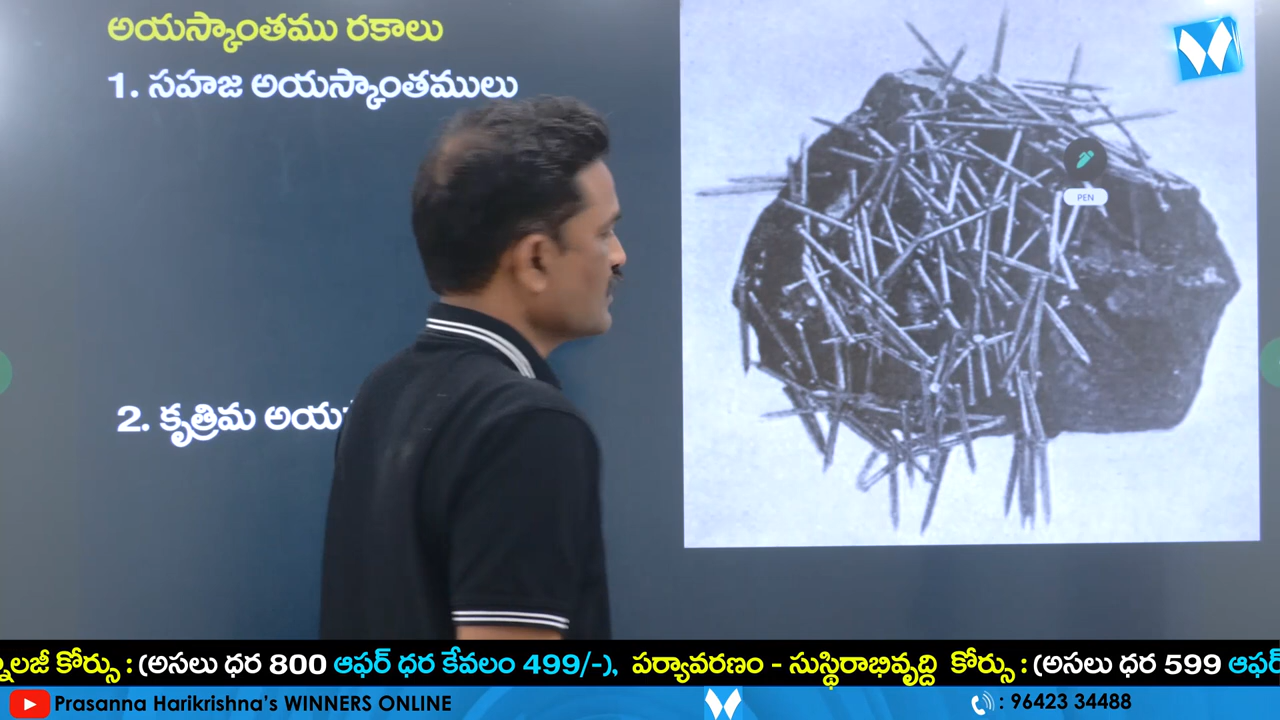 అయస్కాంతము రకాలు
1. సహజ అయస్కాంతములు
PEN
2. కృత్రిమ
కోర్సు : (అసలు ధర 800 ఆఫర్ ధర కేవలం 499/-), పర్యావరణం - సుస్థిరాభివృద్ది కోర్సు : (అసలు ధర 599 ఆఫర్
Prasanna Harikrishna's WINNERS ONLINE
: 96423 34488